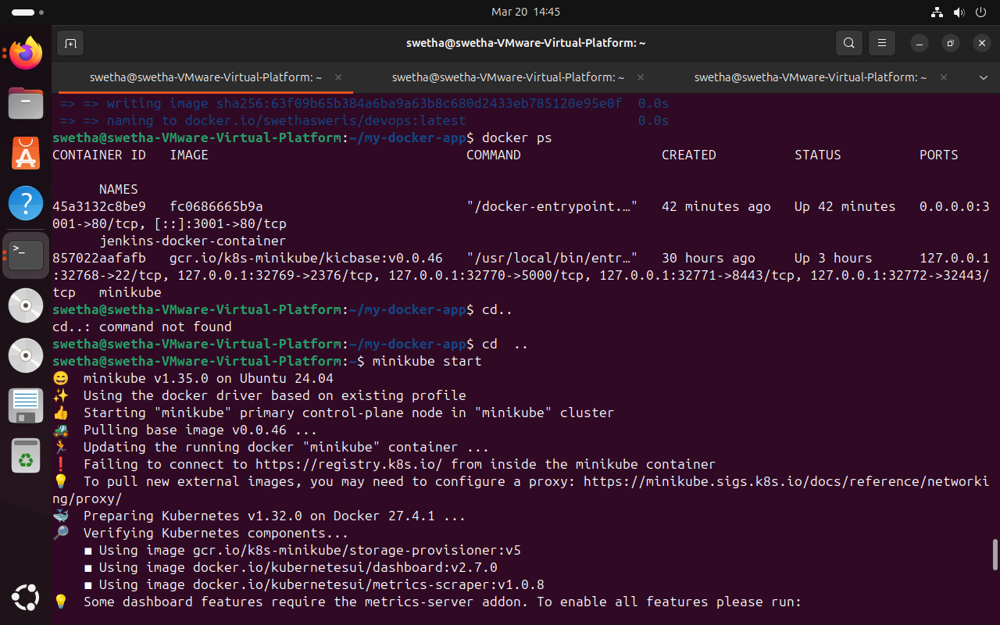 Mar 20 14:45
swetha@swetha-VMware-Virtual-Platform: ~
swetha@swetha-VMware-Virtual-Platform: ~ × swetha@swetha-VMware-Virtual-Platform: ~ × swetha@swetha-VMware-Virtual-Platform: ~ ×
=> => writing image sha256:63f09b65b384a6ba9a63b8c680d2433eb785120e95e0f 0.0s
=> => naming to docker.io/swethasweris/devops:latest 0.0s
swetha@swetha-VMware-Virtual-Platform:~/my-docker-app$ docker ps
CONTAINER ID IMAGE COMMAND CREATED STATUS PORTS
NAMES
45a3132c8be9 fc0686665b9a "/docker-entrypoint.…" 42 minutes ago Up 42 minutes 0.0.0.0:3
001->80/tcp, [::]:3001->80/tcp
jenkins-docker-container
857022aafafb gcr.io/k8s-minikube/kicbase:v0.0.46 "/usr/local/bin/entr…" 30 hours ago Up 3 hours 127.0.0.1
:32768->22/tcp, 127.0.0.1:32769->2376/tcp, 127.0.0.1:32770->5000/tcp, 127.0.0.1:32771->8443/tcp, 127.0.0.1:32772->32443/
tcp minikube
swetha@swetha-VMware-Virtual-Platform:~/my-docker-app$ cd..
cd..: command not found
swetha@swetha-VMware-Virtual-Platform:~/my-docker-app$ cd  ..
swetha@swetha-VMware-Virtual-Platform:~$ minikube start
😄 minikube v1.35.0 on Ubuntu 24.04
✨ Using the docker driver based on existing profile
👍 Starting "minikube" primary control-plane node in "minikube" cluster
🚜 Pulling base image v0.0.46 ...
🏃 Updating the running docker "minikube" container ...
❗ Failing to connect to https://registry.k8s.io/ from inside the minikube container
💡 To pull new external images, you may need to configure a proxy: https://minikube.sigs.k8s.io/docs/reference/networki
ng/proxy/
🐳 Preparing Kubernetes v1.32.0 on Docker 27.4.1 ...
🔎 Verifying Kubernetes components...
■ Using image gcr.io/k8s-minikube/storage-provisioner:v5
■ Using image docker.io/kubernetesui/dashboard:v2.7.0
■ Using image docker.io/kubernetesui/metrics-scraper:v1.0.8
💡 Some dashboard features require the metrics-server addon. To enable all features please run: